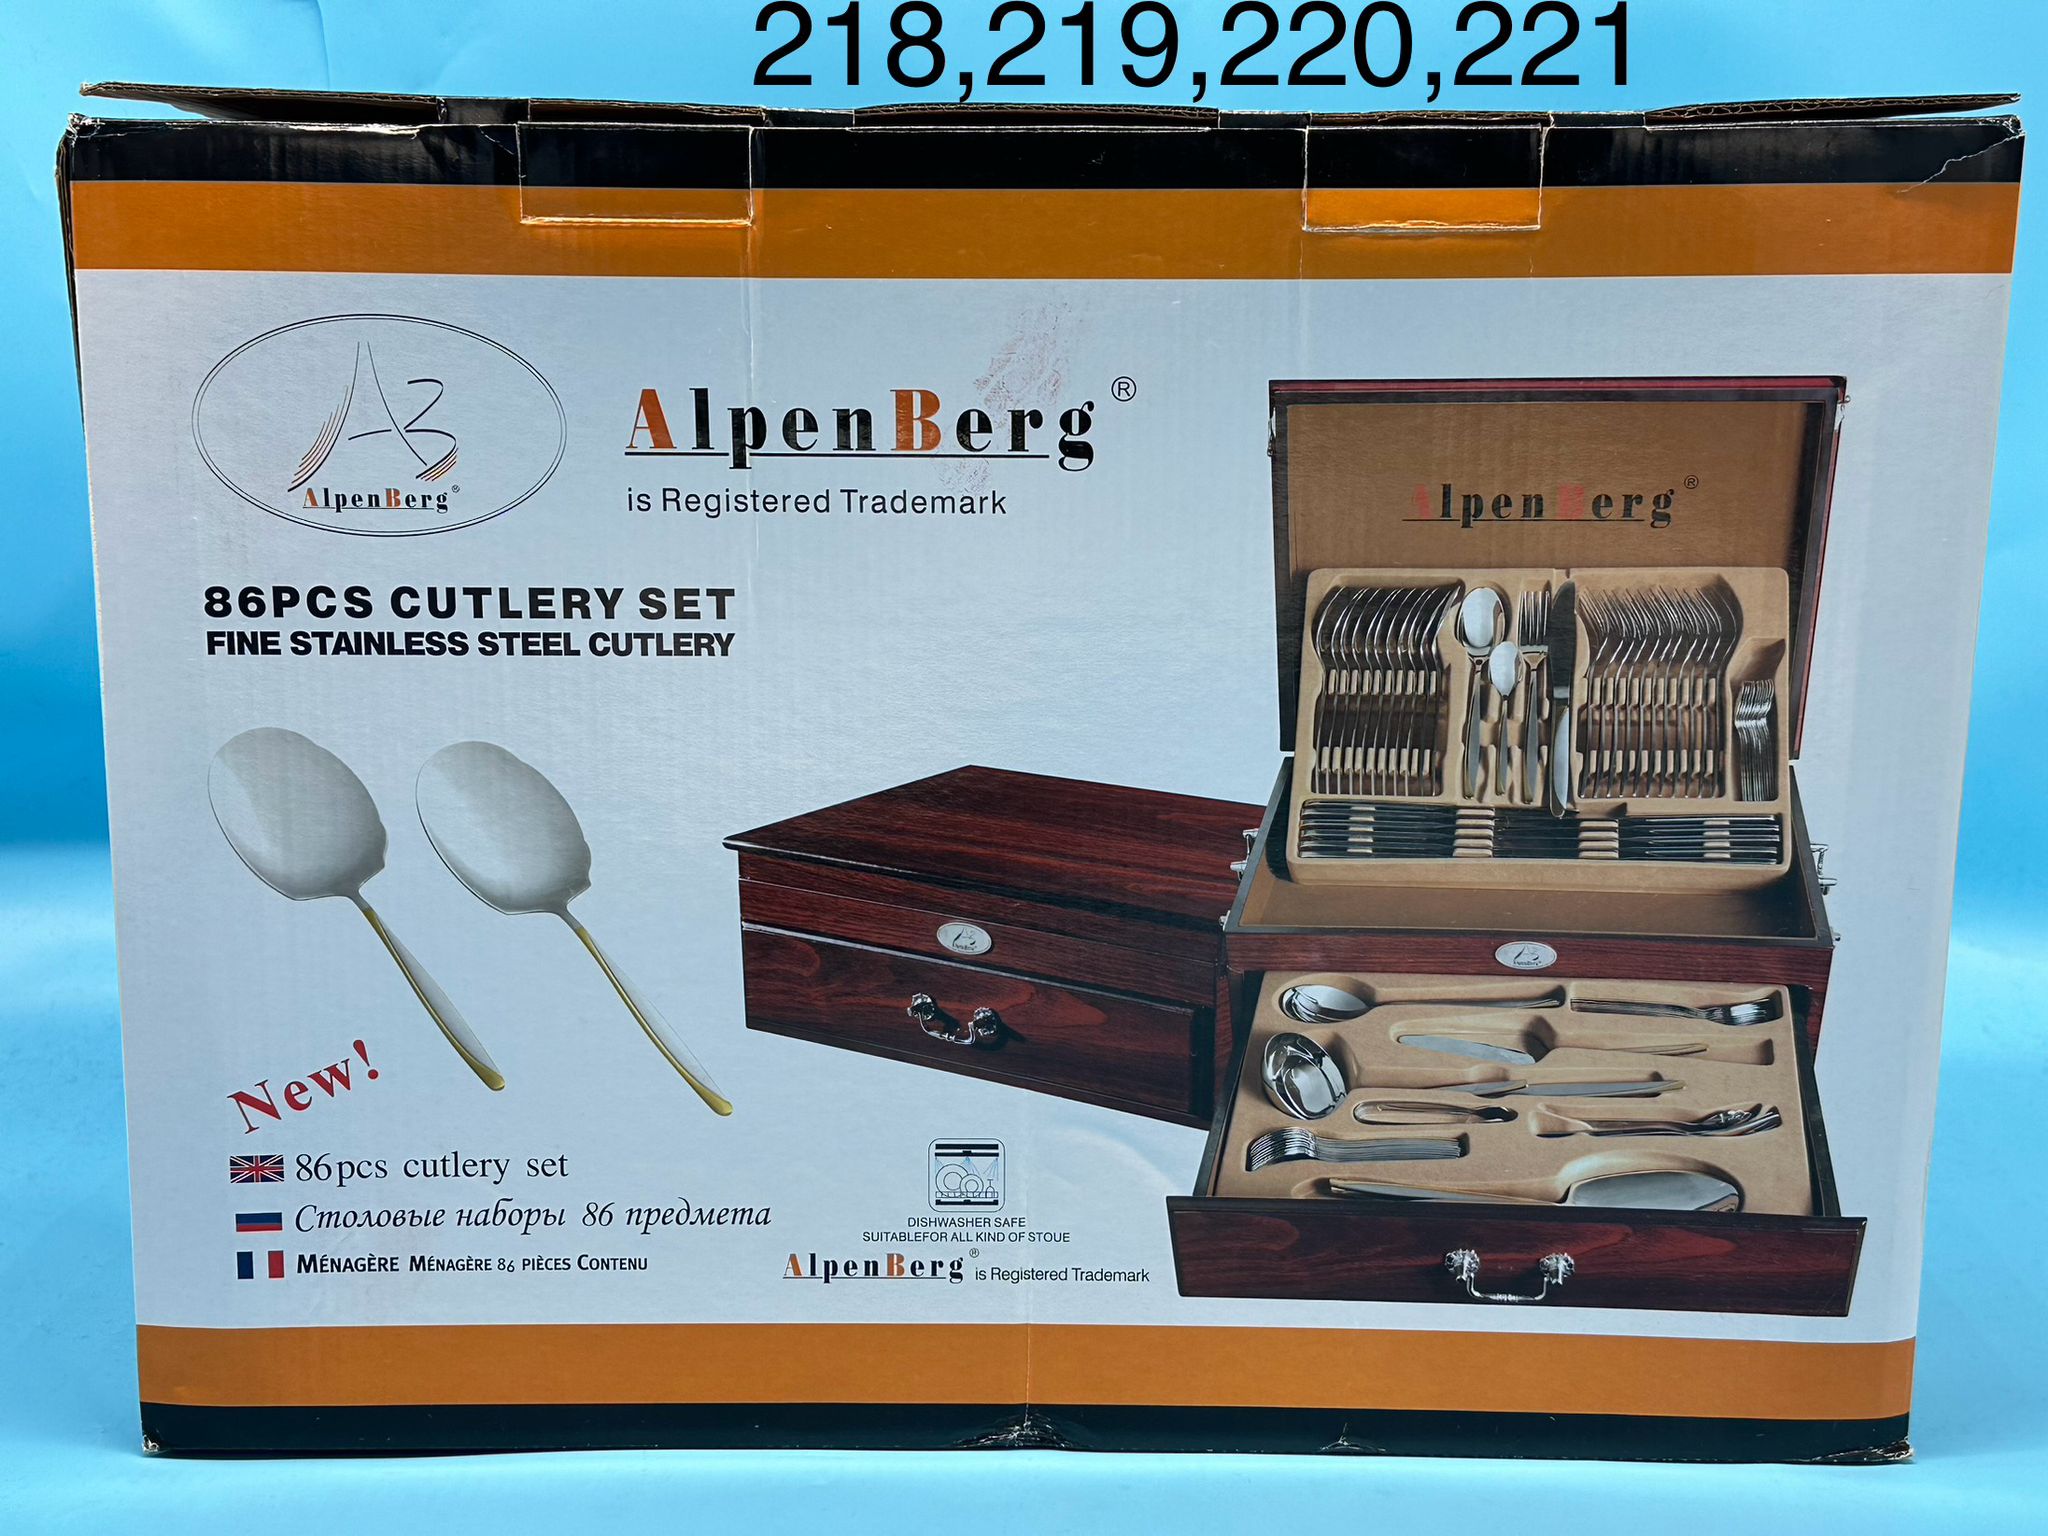 218,219,220,221
AlpenBerg®
AlpenBerg®
is Registered Trademark
AlpenBerg®
86PCS CUTLERY SET
FINE STAINLESS STEEL CUTLERY
New!
86pcs cutlery set
Столовые наборы 86 предмета
MÉNAGÈRE MÉNAGÈRE 86 PIÈCES CONTENU
DISHWASHER SAFE
SUITABLEFOR ALL KIND OF STOUE
AlpenBerg® is Registered Trademark